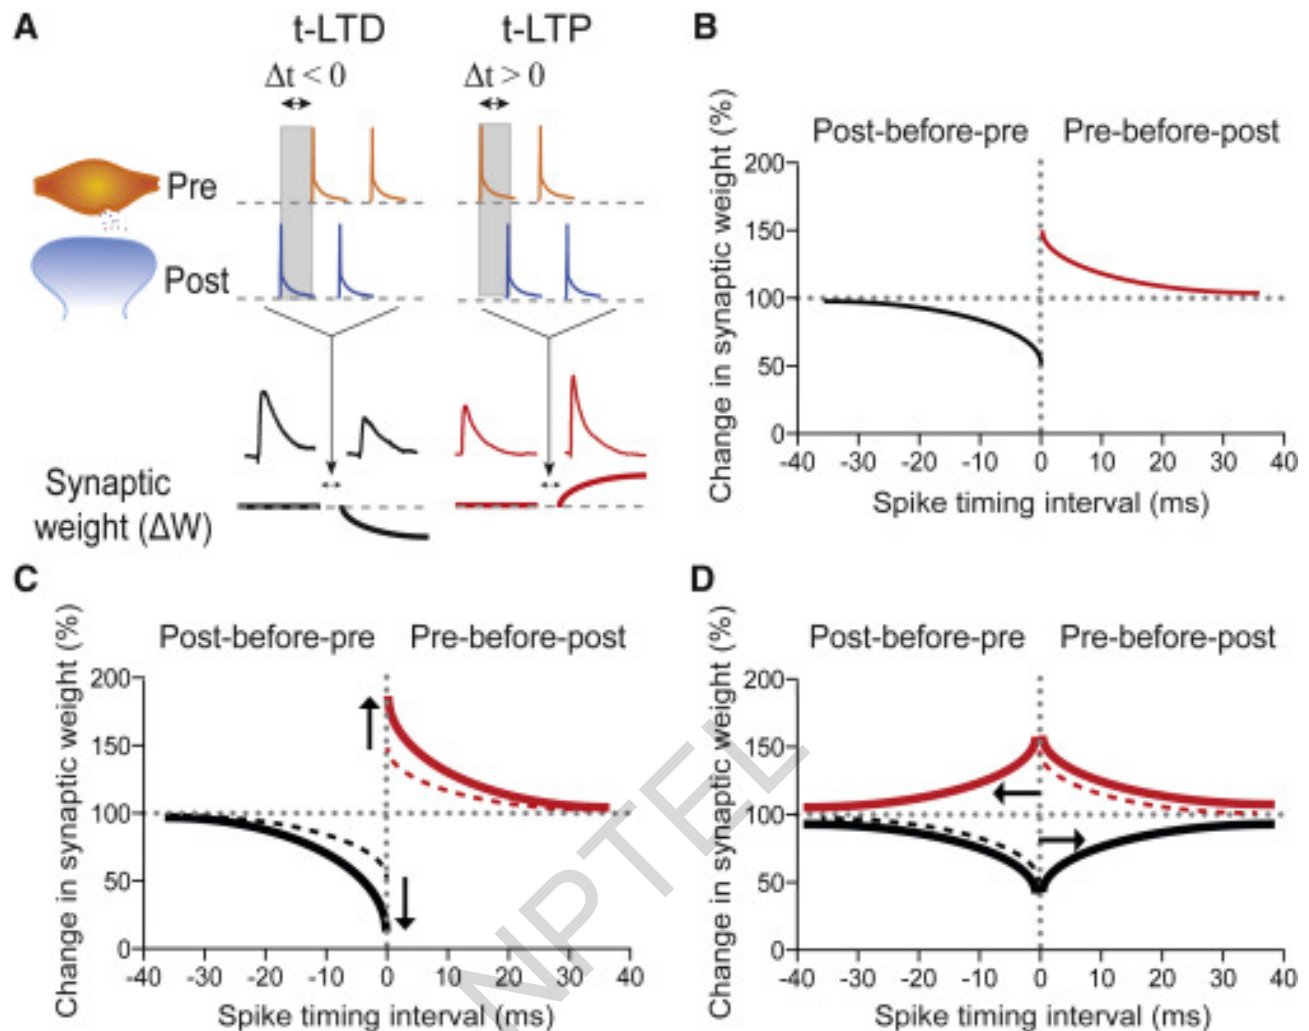 A
t-LTD
t-LTP
Δt < 0
Δt > 0
Pre
Post
Synaptic
weight (ΔW)
B
Change in synaptic weight (%)
Post-before-pre
Pre-before-post
200
150
100
50
0
-40 -30 -20 -10 0 10 20 30 40
Spike timing interval (ms)
C
Change in synaptic weight (%)
Post-before-pre
Pre-before-post
200
150
100
50
0
-40 -30 -20 -10 0 10 20 30 40
Spike timing interval (ms)
D
Change in synaptic weight (%)
Post-before-pre
Pre-before-post
200
150
100
50
0
-40 -30 -20 -10 0 10 20 30 40
Spike timing interval (ms)
NPTEL